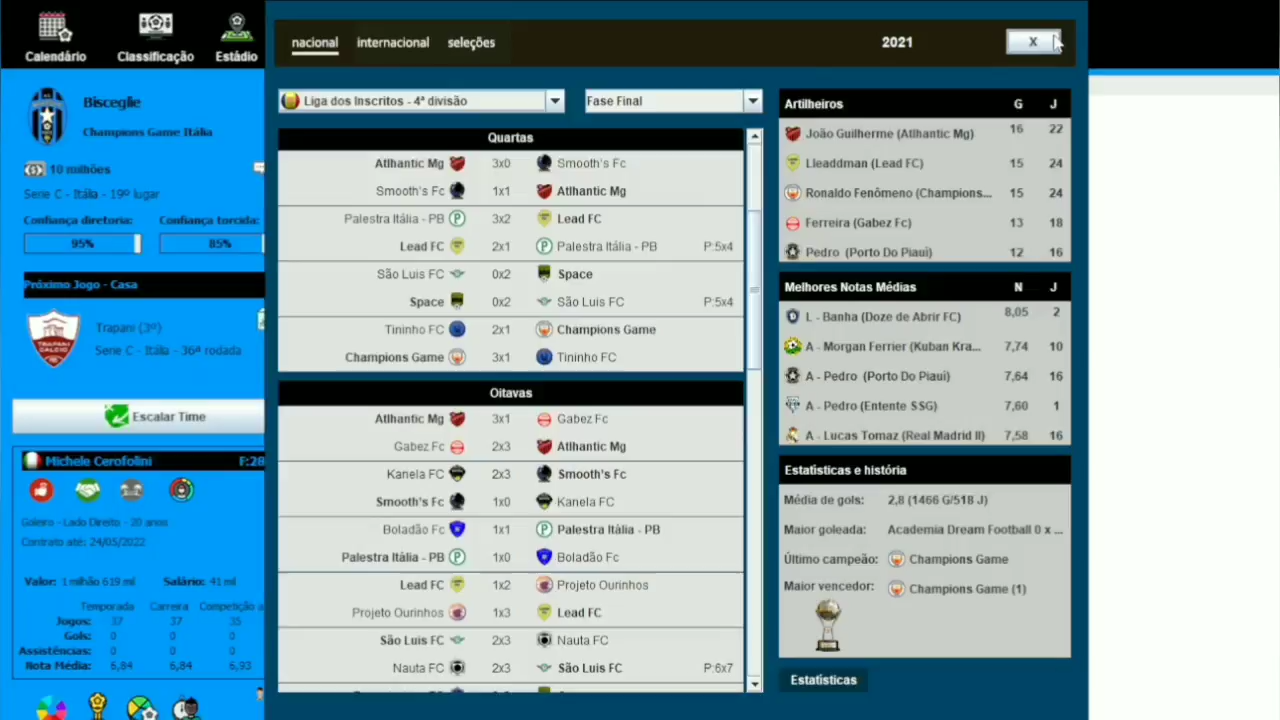 Calendário
Classificação
Estádio
nacional
internacional
seleções
2021
X
Bisceglie
Champions Game Itália
10 milhões
Serie C - Itália - 19º lugar
Confiança diretoria:
Confiança torcida:
95%
85%
Próximo Jogo - Casa
Trapani (3º)
Serie C - Itália - 36ª rodada
TRAPANI CALCIO
Escalar Time
Michele Cerofolini F:28
Goleiro - Lado Direito - 20 anos
Contrato até: 24/05/2022
Valor: 1 milhão 619 mil Salário: 41 mil
Temporada Carreira Competição a
Jogos: 37 37 35
Gols: 0 0 0
Assistências: 0 0 0
Nota Média: 6,84 6,84 6,93
Liga dos Inscritos - 4ª divisão
Fase Final
Quartas
Atlhantic Mg 3x0 Smooth's Fc
Smooth's Fc 1x1 Atlhantic Mg
Palestra Itália - PB 3x2 Lead FC
Lead FC 2x1 Palestra Itália - PB P:5x4
São Luis FC 0x2 Space
Space 0x2 São Luis FC P:5x4
Tininho FC 2x1 Champions Game
Champions Game 3x1 Tininho FC
Oitavas
Atlhantic Mg 3x1 Gabez Fc
Gabez Fc 2x3 Atlhantic Mg
Kanela FC 2x3 Smooth's Fc
Smooth's Fc 1x0 Kanela FC
Boladão Fc 1x1 Palestra Itália - PB
Palestra Itália - PB 1x0 Boladão Fc
Lead FC 1x2 Projeto Ourinhos
Projeto Ourinhos 1x3 Lead FC
São Luis FC 2x3 Nauta FC
Nauta FC 2x3 São Luis FC P:6x7
Artilheiros G J
João Guilherme (Atlhantic Mg) 16 22
Lleaddman (Lead FC) 15 24
Ronaldo Fenômeno (Champions... 15 24
Ferreira (Gabez Fc) 13 18
Pedro (Porto Do Piauí) 12 16
Melhores Notas Médias N J
L - Banha (Doze de Abrir FC) 8,05 2
A - Morgan Ferrier (Kuban Kra... 7,74 10
A - Pedro (Porto Do Piauí) 7,64 16
A - Pedro (Entente SSG) 7,60 1
A - Lucas Tomaz (Real Madrid II) 7,58 16
Estatísticas e história
Média de gols: 2,8 (1466 G/518 J)
Maior goleada: Academia Dream Football 0 x ...
Último campeão: Champions Game
Maior vencedor: Champions Game (1)
Estatísticas